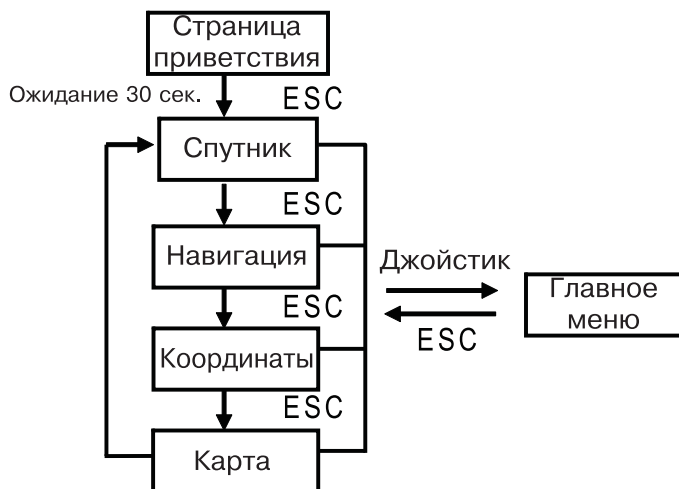 Страница
приветствия
Ожидание 30 сек.
ESC
Спутник
ESC
Навигация
ESC
Координаты
ESC
Карта
Джойстик
ESC
Главное
меню